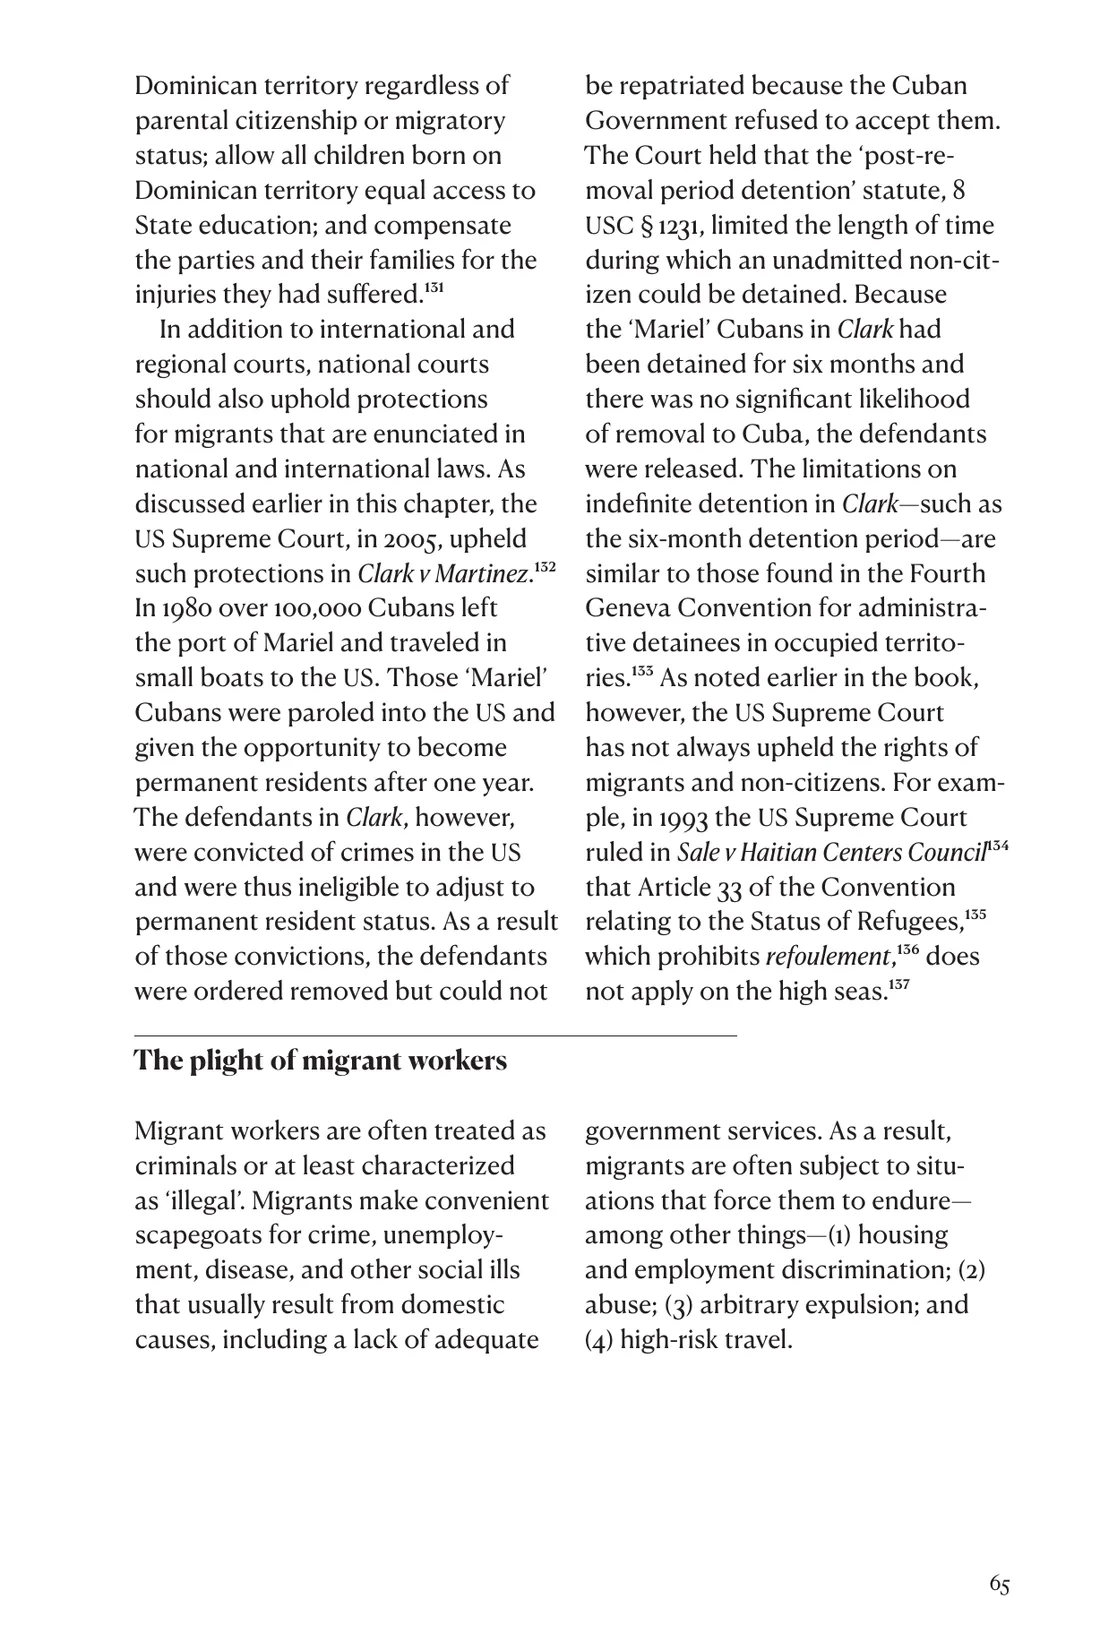 Dominican territory regardless of
parental citizenship or migratory
status; allow all children born on
Dominican territory equal access to
State education; and compensate
the parties and their families for the
injuries they had suffered.¹³¹
In addition to international and
regional courts, national courts
should also uphold protections
for migrants that are enunciated in
national and international laws. As
discussed earlier in this chapter, the
US Supreme Court, in 2005, upheld
such protections in Clark v Martinez.¹³²
In 1980 over 100,000 Cubans left
the port of Mariel and traveled in
small boats to the US. Those ‘Mariel’
Cubans were paroled into the US and
given the opportunity to become
permanent residents after one year.
The defendants in Clark, however,
were convicted of crimes in the US
and were thus ineligible to adjust to
permanent resident status. As a result
of those convictions, the defendants
were ordered removed but could not
be repatriated because the Cuban
Government refused to accept them.
The Court held that the ‘post-re-
moval period detention’ statute, 8
USC § 1231, limited the length of time
during which an unadmitted non-cit-
izen could be detained. Because
the ‘Mariel’ Cubans in Clark had
been detained for six months and
there was no significant likelihood
of removal to Cuba, the defendants
were released. The limitations on
indefinite detention in Clark—such as
the six-month detention period—are
similar to those found in the Fourth
Geneva Convention for administra-
tive detainees in occupied territo-
ries.¹³³ As noted earlier in the book,
however, the US Supreme Court
has not always upheld the rights of
migrants and non-citizens. For exam-
ple, in 1993 the US Supreme Court
ruled in Sale v Haitian Centers Council¹³⁴
that Article 33 of the Convention
relating to the Status of Refugees,¹³⁵
which prohibits refoulement,¹³⁶ does
not apply on the high seas.¹³⁷
The plight of migrant workers
Migrant workers are often treated as
criminals or at least characterized
as ‘illegal’. Migrants make convenient
scapegoats for crime, unemploy-
ment, disease, and other social ills
that usually result from domestic
causes, including a lack of adequate
government services. As a result,
migrants are often subject to situ-
ations that force them to endure—
among other things—(1) housing
and employment discrimination; (2)
abuse; (3) arbitrary expulsion; and
(4) high-risk travel.
65